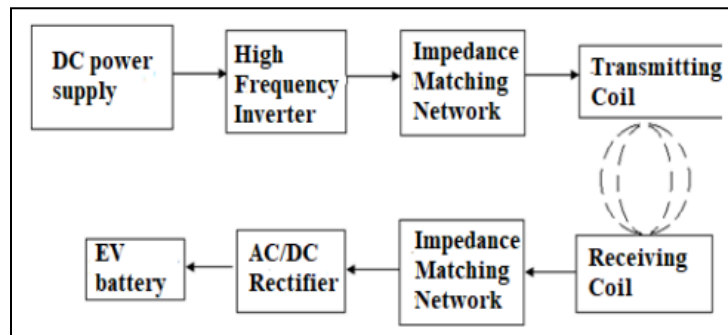 DC power
supply
High
Frequency
Inverter
Impedance
Matching
Network
Transmitting
Coil
EV
battery
AC/DC
Rectifier
Impedance
Matching
Network
Receiving
Coil